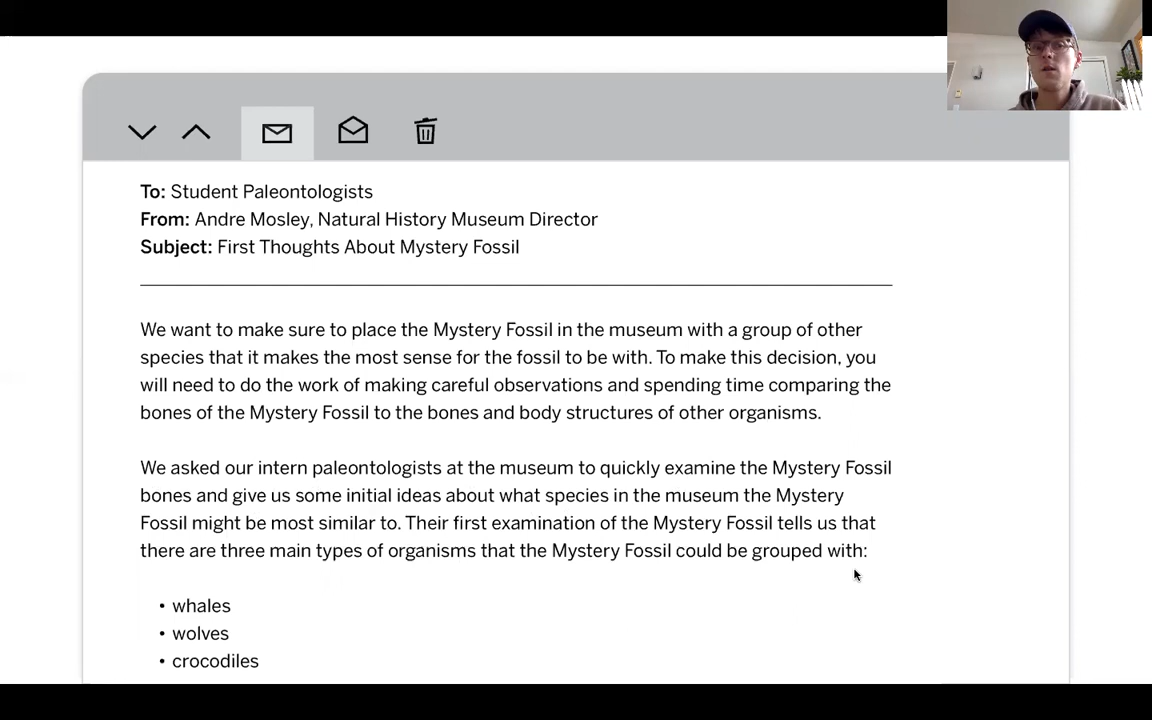 To: Student Paleontologists
From: Andre Mosley, Natural History Museum Director
Subject: First Thoughts About Mystery Fossil
We want to make sure to place the Mystery Fossil in the museum with a group of other
species that it makes the most sense for the fossil to be with. To make this decision, you
will need to do the work of making careful observations and spending time comparing the
bones of the Mystery Fossil to the bones and body structures of other organisms.
We asked our intern paleontologists at the museum to quickly examine the Mystery Fossil
bones and give us some initial ideas about what species in the museum the Mystery
Fossil might be most similar to. Their first examination of the Mystery Fossil tells us that
there are three main types of organisms that the Mystery Fossil could be grouped with:
• whales
• wolves
• crocodiles